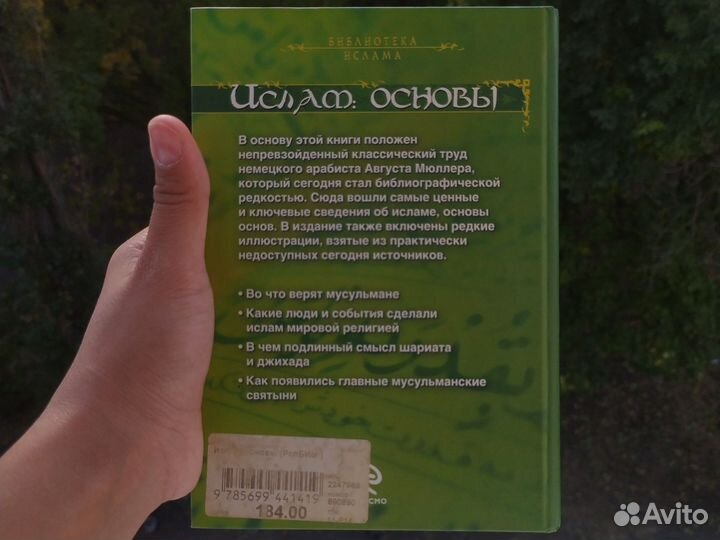 БИБЛИОТЕКА
ИСЛАМА
ИСЛАМ: ОСНОВЫ
В основу этой книги положен
непревзойденный классический труд
немецкого арабиста Августа Мюллера,
который сегодня стал библиографической
редкостью. Сюда вошли самые ценные
и ключевые сведения об исламе, основы
основ. В издание также включены редкие
иллюстрации, взятые из практически
недоступных сегодня источников.
• Во что верят мусульмане
• Какие люди и события сделали
ислам мировой религией
• В чем подлинный смысл шариата
и джихада
• Как появились главные мусульманские
святыни
9 785699 441419
184.00
890890
Avito